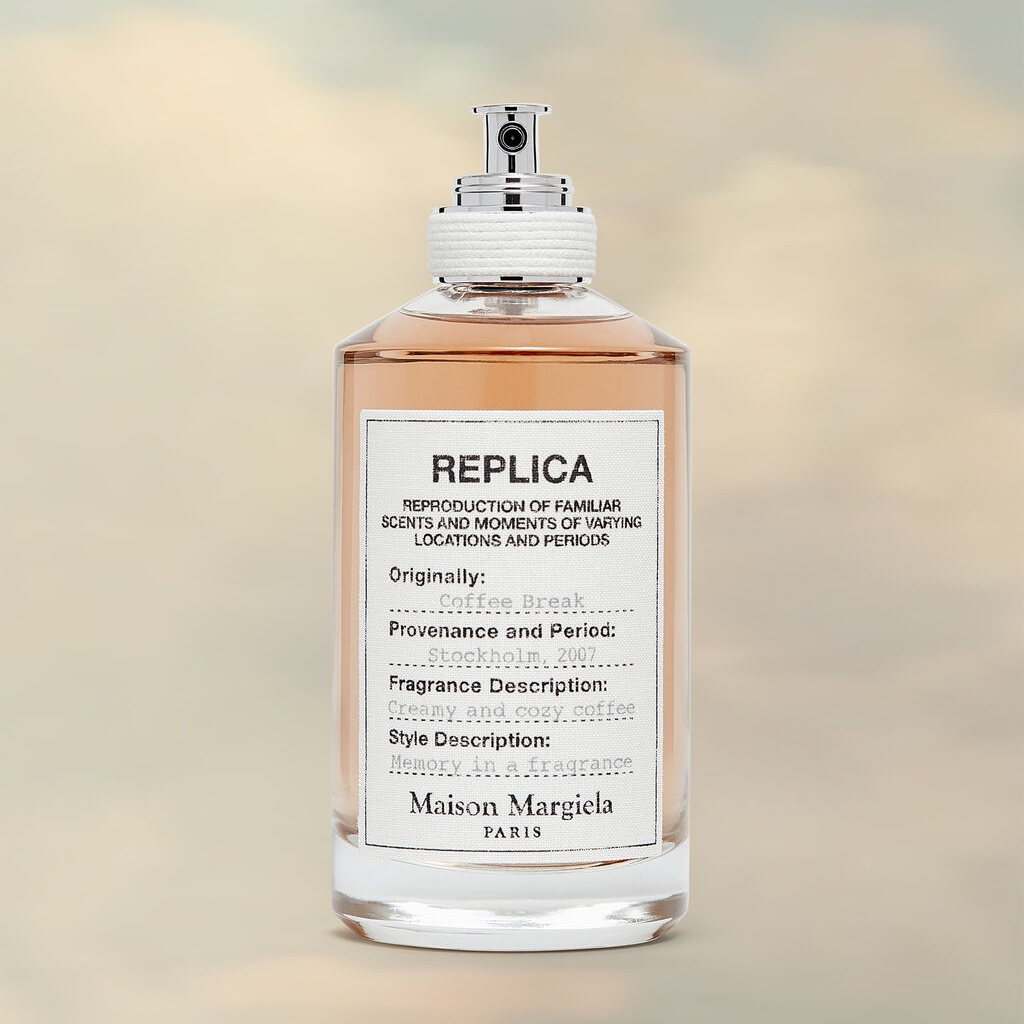 REPLICA
REPRODUCTION OF FAMILIAR
SCENTS AND MOMENTS OF VARYING
LOCATIONS AND PERIODS
Originally:
Coffee Break
Provenance and Period:
Stockholm, 2007
Fragrance Description:
Creamy and cozy coffee
Style Description:
Memory in a fragrance
Maison Margiela
PARIS